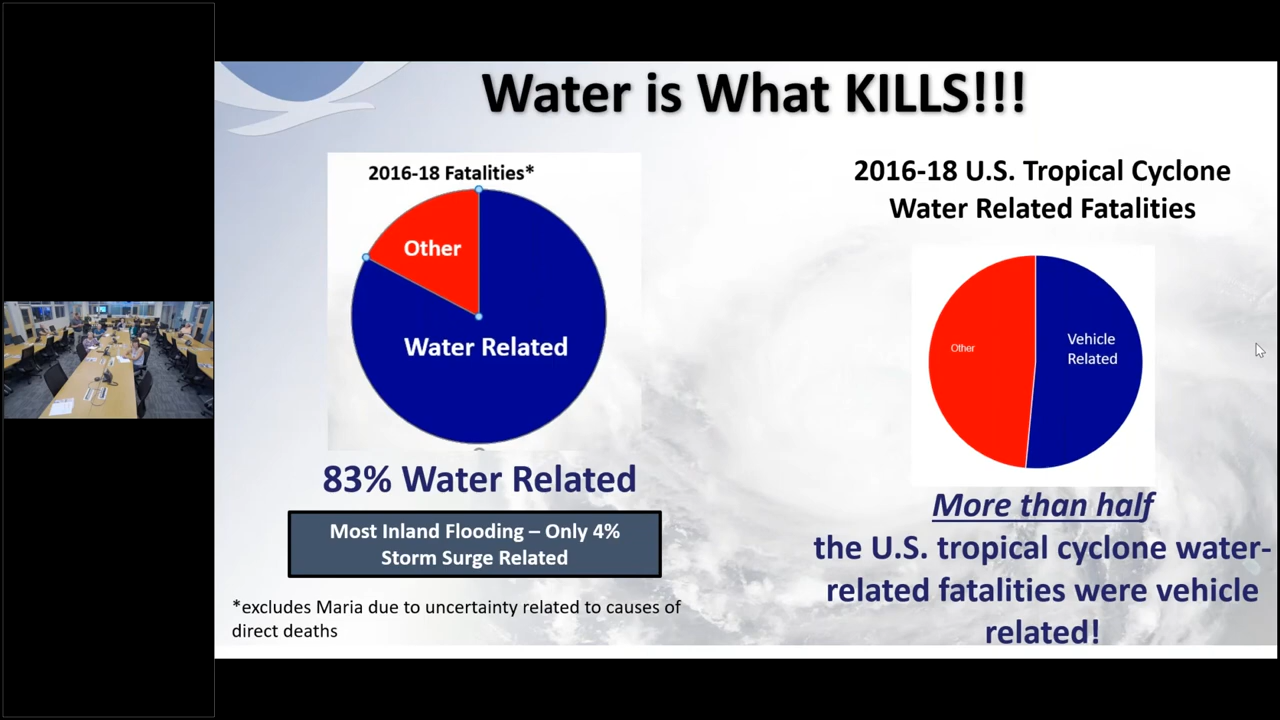 Water is What KILLS!!!
2016-18 Fatalities*
Other
Water Related
83% Water Related
Most Inland Flooding – Only 4%
Storm Surge Related
*excludes Maria due to uncertainty related to causes of
direct deaths
2016-18 U.S. Tropical Cyclone
Water Related Fatalities
Other
Vehicle
Related
More than half
the U.S. tropical cyclone water-
related fatalities were vehicle
related!